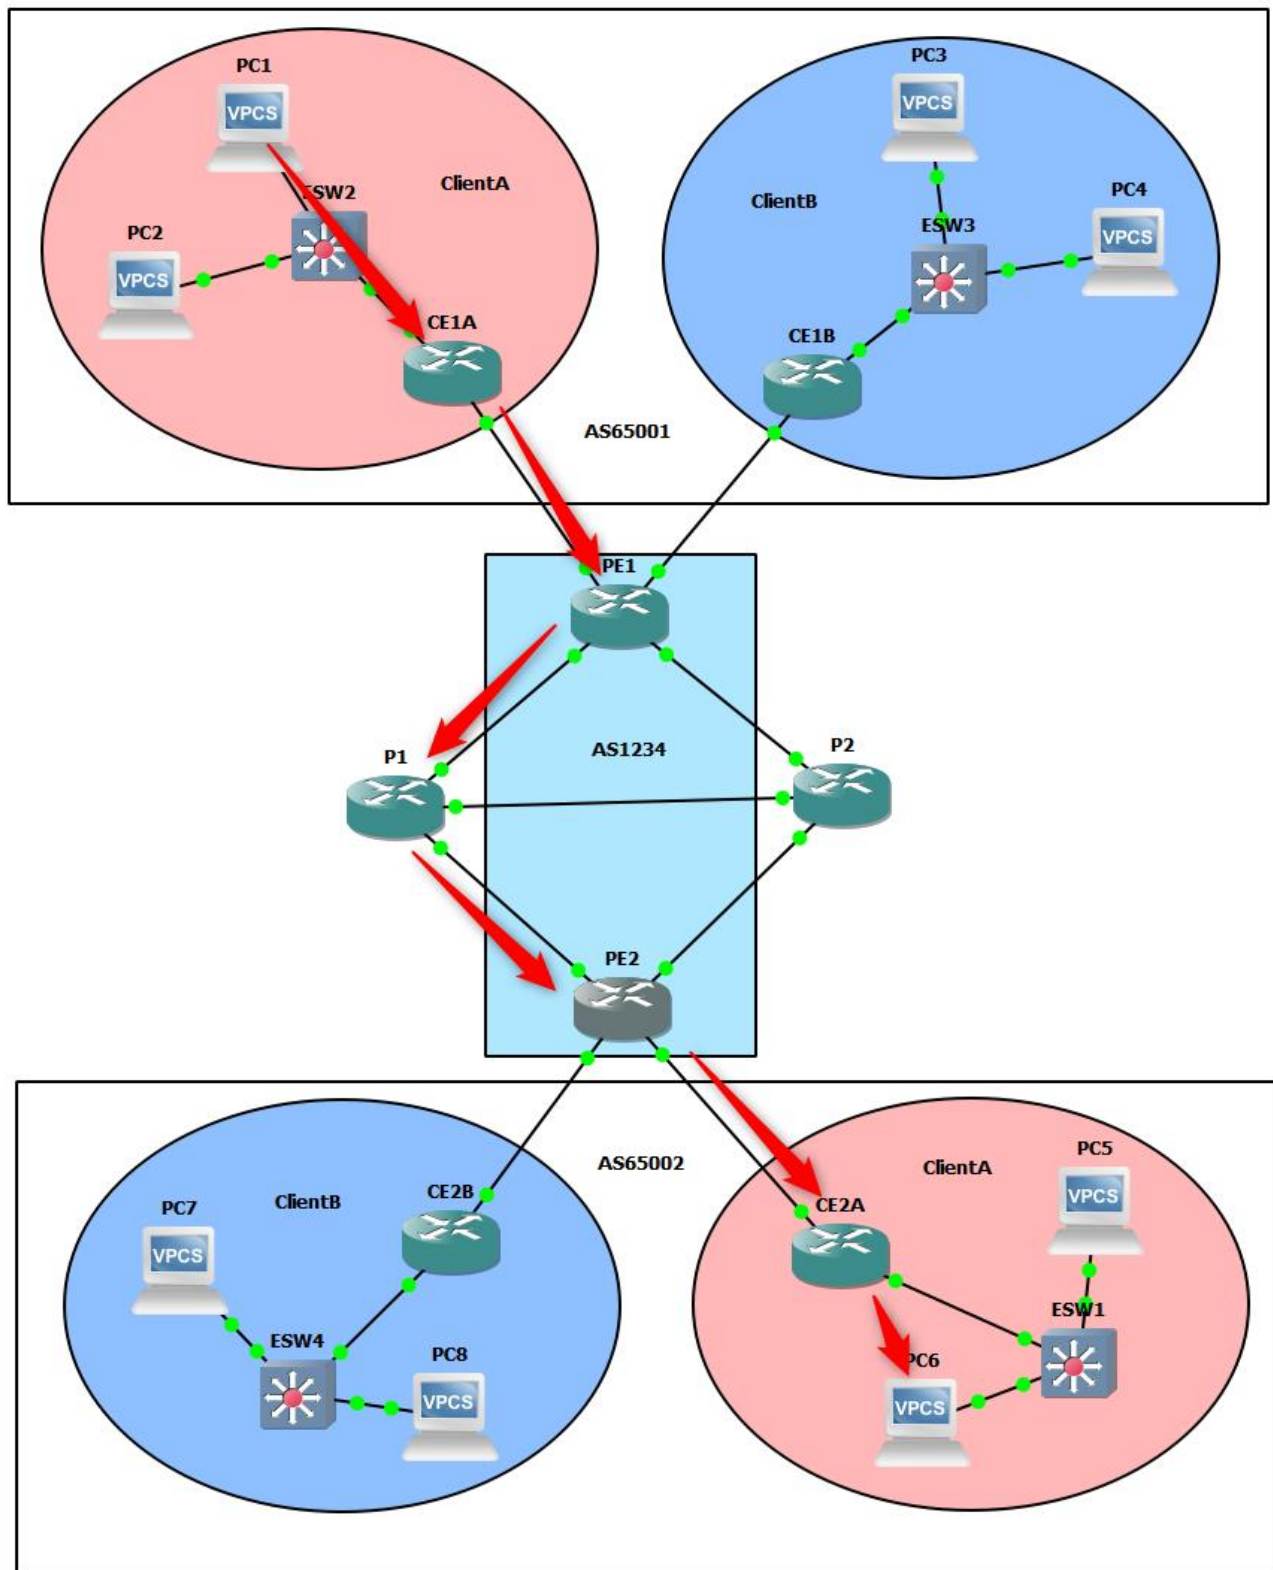 PC1
VPCS
ESW2
ClientA
PC2
VPCS
CE1A
PC3
VPCS
ClientB
PC4
VPCS
ESW3
CE1B
AS65001
PE1
AS1234
P1
P2
PE2
AS65002
ClientB
CE2B
PC7
VPCS
ESW4
PC8
VPCS
ClientA
PC5
VPCS
CE2A
ESW1
PC6
VPCS